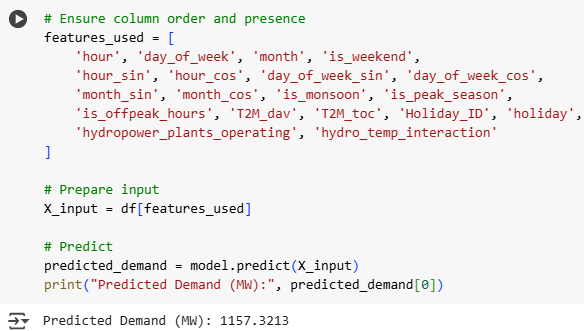 # Ensure column order and presence
features_used = [
    'hour', 'day_of_week', 'month', 'is_weekend',
    'hour_sin', 'hour_cos', 'day_of_week_sin', 'day_of_week_cos',
    'month_sin', 'month_cos', 'is_monsoon', 'is_peak_season',
    'is_offpeak_hours', 'T2M_dav', 'T2M_toc', 'Holiday_ID', 'holiday',
    'hydropower_plants_operating', 'hydro_temp_interaction'
]
# Prepare input
X_input = df[features_used]
# Predict
predicted_demand = model.predict(X_input)
print("Predicted Demand (MW):", predicted_demand[0])
Predicted Demand (MW): 1157.3213